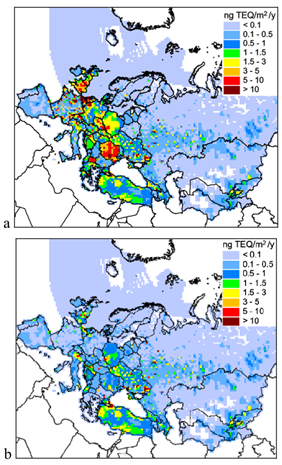 ng TEQ/m²/y
< 0.1
0.1 - 0.5
0.5 - 1
1 - 1.5
1.5 - 3
3 - 5
5 - 10
> 10
a
ng TEQ/m²/y
< 0.1
0.1 - 0.5
0.5 - 1
1 - 1.5
1.5 - 3
3 - 5
5 - 10
> 10
b